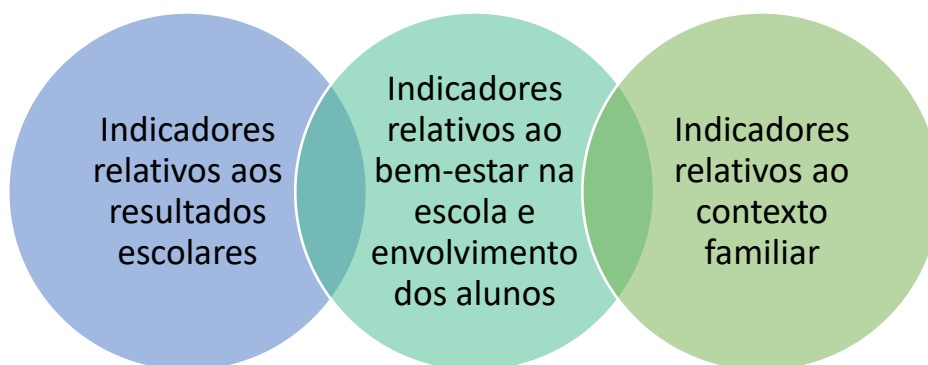 Indicadores
relativos aos
resultados
escolares
Indicadores
relativos ao
bem-estar na
escola e
envolvimento
dos alunos
Indicadores
relativos ao
contexto
familiar